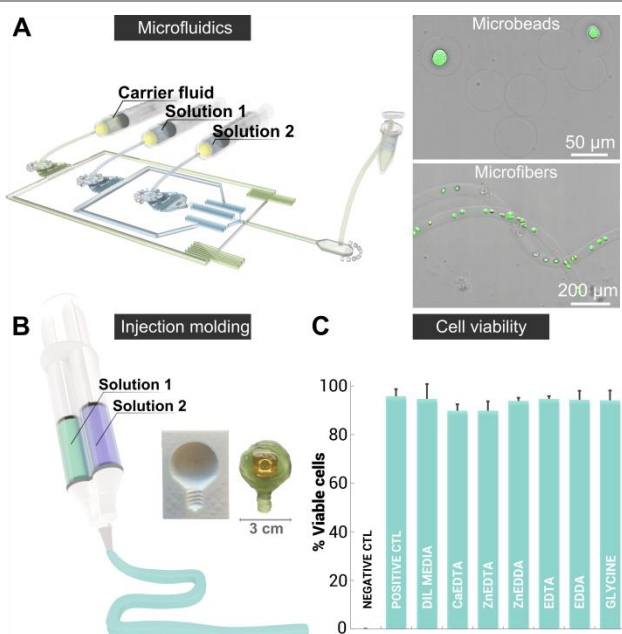 A
Microfluidics
Carrier fluid
Solution 1
Solution 2
Microbeads
50 µm
Microfibers
200 µm
B
Injection molding
Solution 1
Solution 2
3 cm
C
Cell viability
% Viable cells
100
80
60
40
20
0
NEGATIVE CTL
POSITIVE CTL
DIL MEDIA
CaEDTA
ZnEDTA
ZnEDDA
EDTA
EDDA
GLYCINE